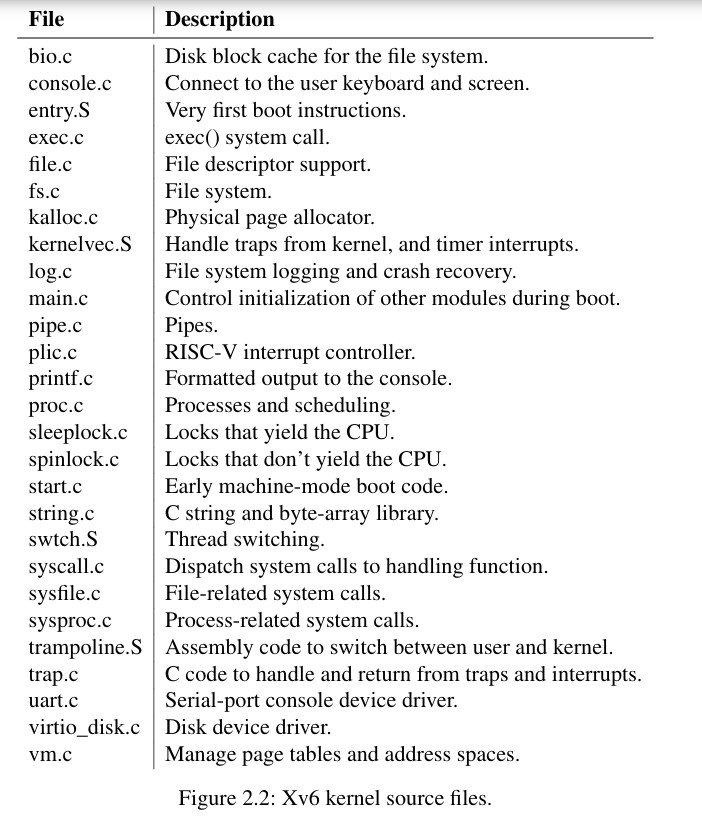 File Description
bio.c Disk block cache for the file system.
console.c Connect to the user keyboard and screen.
entry.S Very first boot instructions.
exec.c exec() system call.
file.c File descriptor support.
fs.c File system.
kalloc.c Physical page allocator.
kernelvec.S Handle traps from kernel, and timer interrupts.
log.c File system logging and crash recovery.
main.c Control initialization of other modules during boot.
pipe.c Pipes.
plic.c RISC-V interrupt controller.
printf.c Formatted output to the console.
proc.c Processes and scheduling.
sleeplock.c Locks that yield the CPU.
spinlock.c Locks that don’t yield the CPU.
start.c Early machine-mode boot code.
string.c C string and byte-array library.
swtch.S Thread switching.
syscall.c Dispatch system calls to handling function.
sysfile.c File-related system calls.
sysproc.c Process-related system calls.
trampoline.S Assembly code to switch between user and kernel.
trap.c C code to handle and return from traps and interrupts.
uart.c Serial-port console device driver.
virtio_disk.c Disk device driver.
vm.c Manage page tables and address spaces.
Figure 2.2: Xv6 kernel source files.